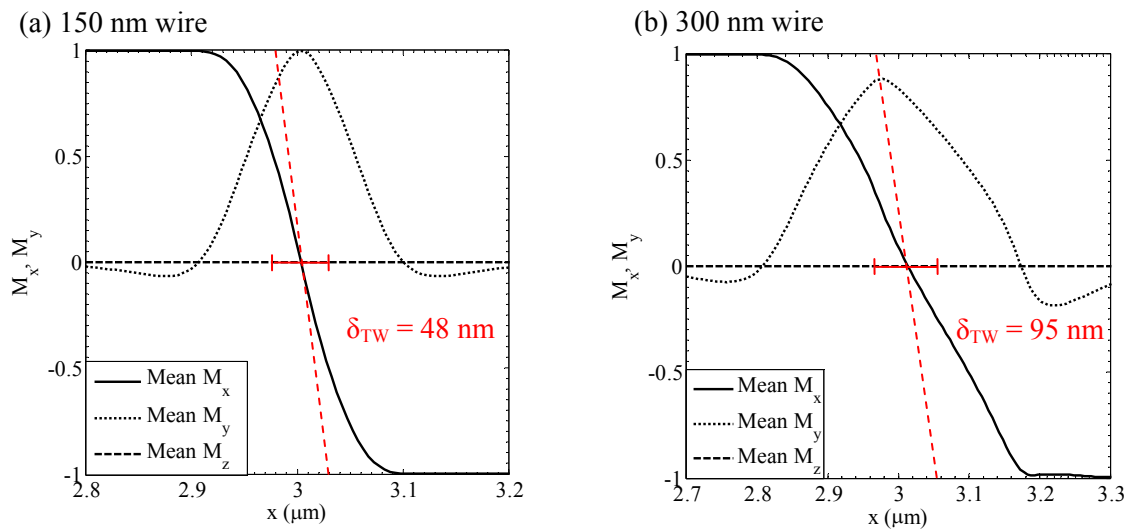 (a) 150 nm wire
1
0.5
0
-0.5
-1
M_x, M_y
δ_TW = 48 nm
Mean M_x
Mean M_y
Mean M_z
2.8 2.9 3 3.1 3.2
x (μm)
(b) 300 nm wire
1
0.5
0
-0.5
-1
M_x, M_y
δ_TW = 95 nm
Mean M_x
Mean M_y
Mean M_z
2.7 2.8 2.9 3 3.1 3.2 3.3
x (μm)